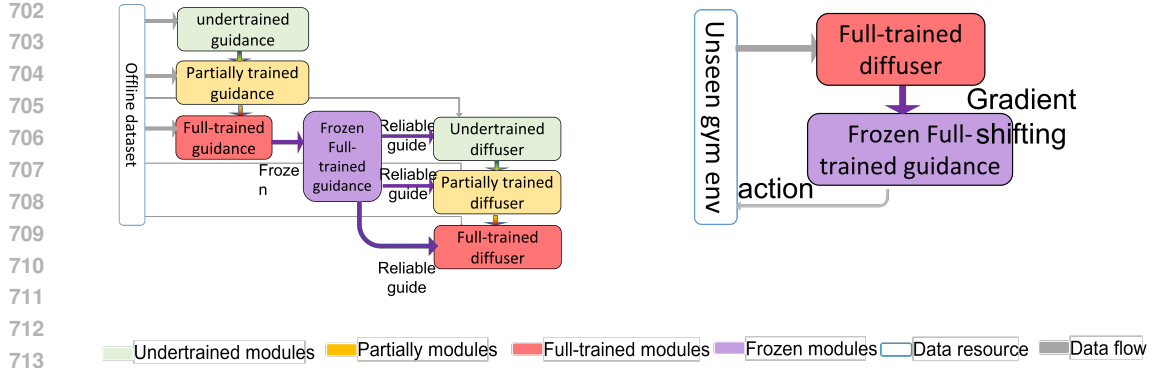 702
703
704
705
706
707
708
709
710
711
712
713
Offline dataset
undertrained
guidance
Partially trained
guidance
Full-trained
guidance
Froze
n
Frozen
Full-
trained
guidance
Reliable
guide
Reliable
guide
Reliable
guide
Undertrained
diffuser
Partially trained
diffuser
Full-trained
diffuser
Unseen gym env
Full-trained
diffuser
Gradient
shifting
Frozen Full-
trained guidance
action
Undertrained modules
Partially modules
Full-trained modules
Frozen modules
Data resource
Data flow